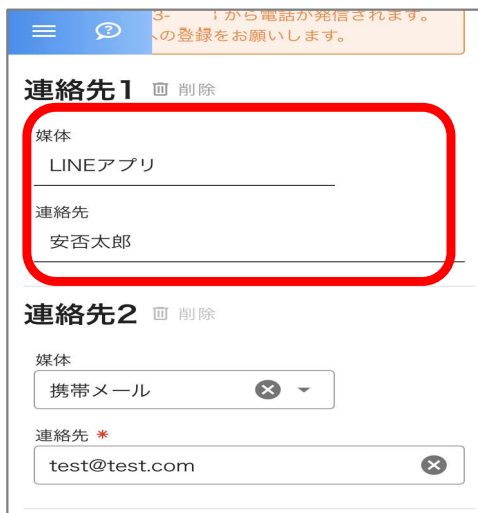 3- から電話が発信されます。
への登録をお願いします。
連絡先1 削除
媒体
LINEアプリ
連絡先
安否太郎
連絡先2 削除
媒体
携帯メール
連絡先 *
test@test.com